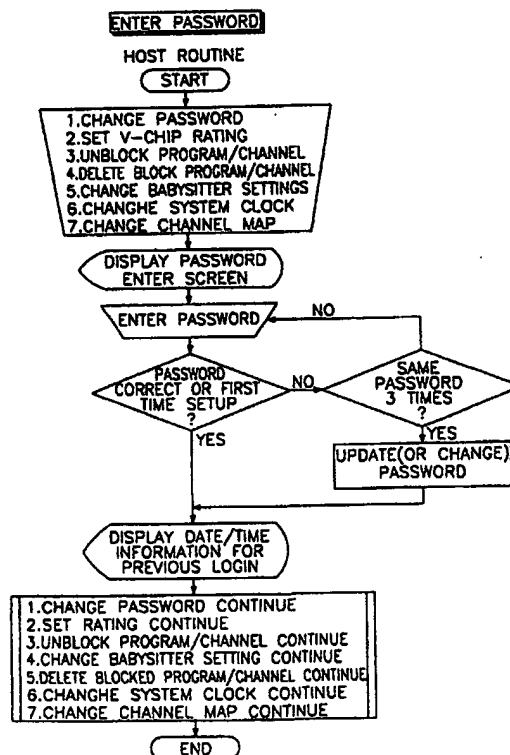 ENTER PASSWORD
HOST ROUTINE
START
1.CHANGE PASSWORD
2.SET V-CHIP RATING
3.UNBLOCK PROGRAM/CHANNEL
4.DELETE BLOCK PROGRAM/CHANNEL
5.CHANGE BABYSITTER SETTINGS
6.CHANGHE SYSTEM CLOCK
7.CHANGE CHANNEL MAP
DISPLAY PASSWORD
ENTER SCREEN
ENTER PASSWORD
NO
PASSWORD
CORRECT OR FIRST
TIME SETUP
?
NO
SAME
PASSWORD
3 TIMES
?
YES
YES
UPDATE(OR CHANGE)
PASSWORD
DISPLAY DATE/TIME
INFORMATION FOR
PREVIOUS LOGIN
1.CHANGE PASSWORD CONTINUE
2.SET RATING CONTINUE
3.UNBLOCK PROGRAM/CHANNEL CONTINUE
4.CHANGE BABYSITTER SETTING CONTINUE
5.DELETE BLOCKED PROGRAM/CHANNEL CONTINUE
6.CHANGHE SYSTEM CLOCK CONTINUE
7.CHANGE CHANNEL MAP CONTINUE
END